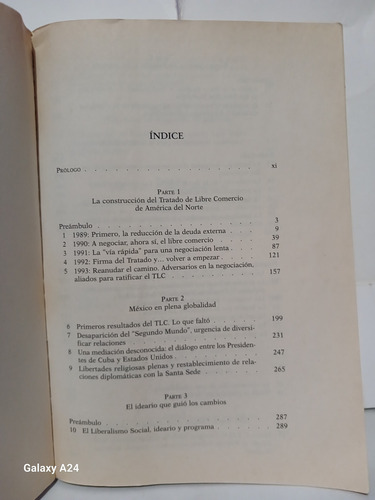 ÍNDICE
PRÓLOGO . . . . . . . . . . . . . . . . . . . . xi
PARTE 1
La construcción del Tratado de Libre Comercio
de América del Norte
Preámbulo 3
1 1989: Primero, la reducción de la deuda externa 9
2 1990: A negociar, ahora sí, el libre comercio 39
3 1991: La "vía rápida" para una negociación lenta 87
4 1992: Firma del Tratado y... volver a empezar 121
5 1993: Reanudar el camino. Adversarios en la negociación,
aliados para ratificar el TLC 157
PARTE 2
México en plena globalidad
6 Primeros resultados del TLC. Lo que faltó 199
7 Desaparición del "Segundo Mundo", urgencia de diversi-
ficar relaciones 231
8 Una mediación desconocida: el diálogo entre los Presiden-
tes de Cuba y Estados Unidos 247
9 Libertades religiosas plenas y restablecimiento de rela-
ciones diplomáticas con la Santa Sede 265
PARTE 3
El ideario que guió los cambios
Preámbulo 287
10 El Liberalismo Social, ideario y programa 289
Galaxy A24